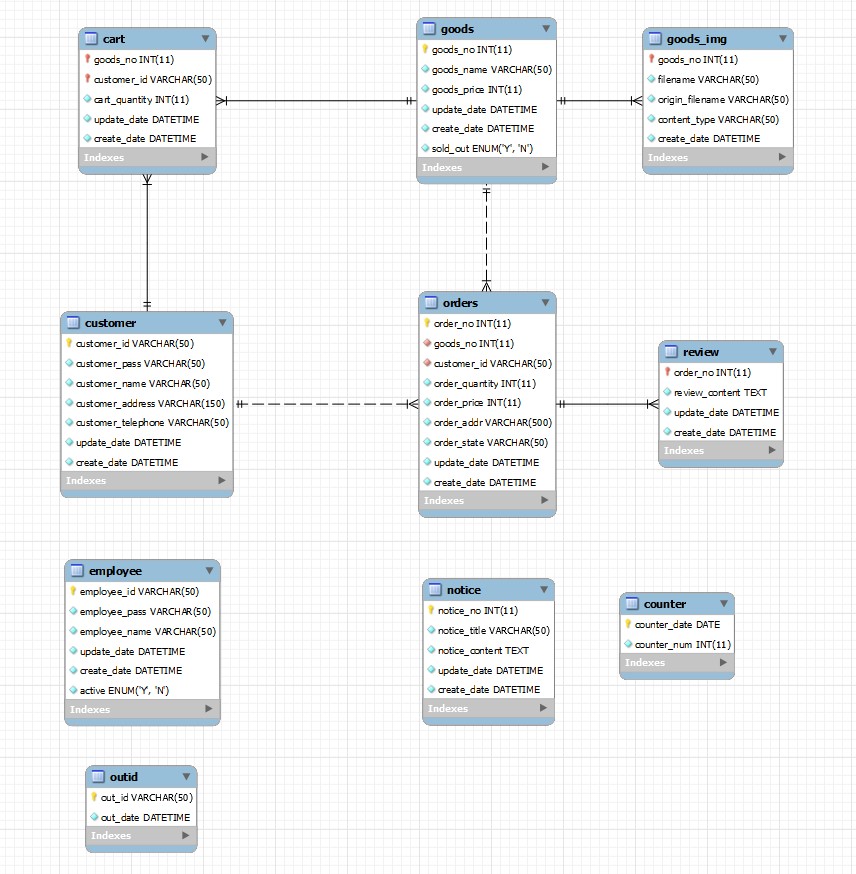 cart
goods_no INT(11)
customer_id VARCHAR(50)
cart_quantity INT(11)
update_date DATETIME
create_date DATETIME
Indexes
goods
goods_no INT(11)
goods_name VARCHAR(50)
goods_price INT(11)
update_date DATETIME
create_date DATETIME
sold_out ENUM('Y', 'N')
Indexes
goods_img
goods_no INT(11)
filename VARCHAR(50)
origin_filename VARCHAR(50)
content_type VARCHAR(50)
create_date DATETIME
Indexes
customer
customer_id VARCHAR(50)
customer_pass VARCHAR(50)
customer_name VARCHAR(50)
customer_address VARCHAR(150)
customer_telephone VARCHAR(50)
update_date DATETIME
create_date DATETIME
Indexes
orders
order_no INT(11)
goods_no INT(11)
customer_id VARCHAR(50)
order_quantity INT(11)
order_price INT(11)
order_addr VARCHAR(500)
order_state VARCHAR(50)
update_date DATETIME
create_date DATETIME
Indexes
review
order_no INT(11)
review_content TEXT
update_date DATETIME
create_date DATETIME
Indexes
employee
employee_id VARCHAR(50)
employee_pass VARCHAR(50)
employee_name VARCHAR(50)
update_date DATETIME
create_date DATETIME
active ENUM('Y', 'N')
Indexes
notice
notice_no INT(11)
notice_title VARCHAR(50)
notice_content TEXT
update_date DATETIME
create_date DATETIME
Indexes
counter
counter_date DATE
counter_num INT(11)
Indexes
outid
out_id VARCHAR(50)
out_date DATETIME
Indexes